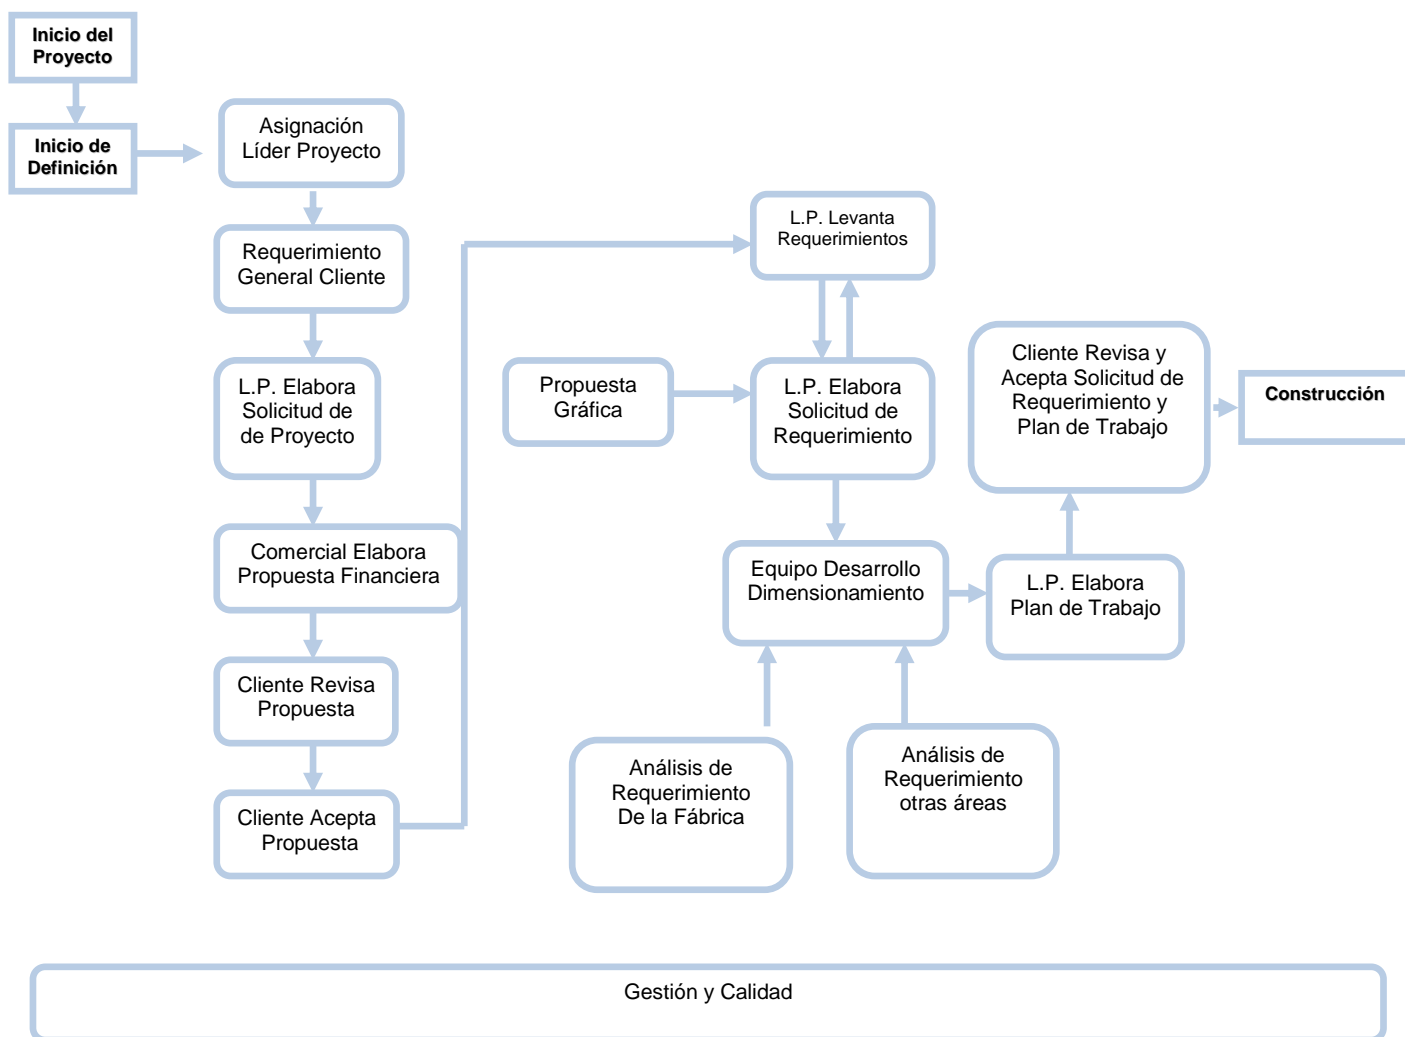 Inicio del
Proyecto
Inicio de
Definición
Asignación
Líder Proyecto
Requerimiento
General Cliente
L.P. Elabora
Solicitud de
de Proyecto
Comercial Elabora
Propuesta Financiera
Cliente Revisa
Propuesta
Cliente Acepta
Propuesta
L.P. Levanta
Requerimientos
Propuesta
Gráfica
L.P. Elabora
Solicitud de
Requerimiento
Equipo Desarrollo
Dimensionamiento
Análisis de
Requerimiento
De la Fábrica
Análisis de
Requerimiento
otras áreas
L.P. Elabora
Plan de Trabajo
Cliente Revisa y
Acepta Solicitud de
Requerimiento y
Plan de Trabajo
Construcción
Gestión y Calidad